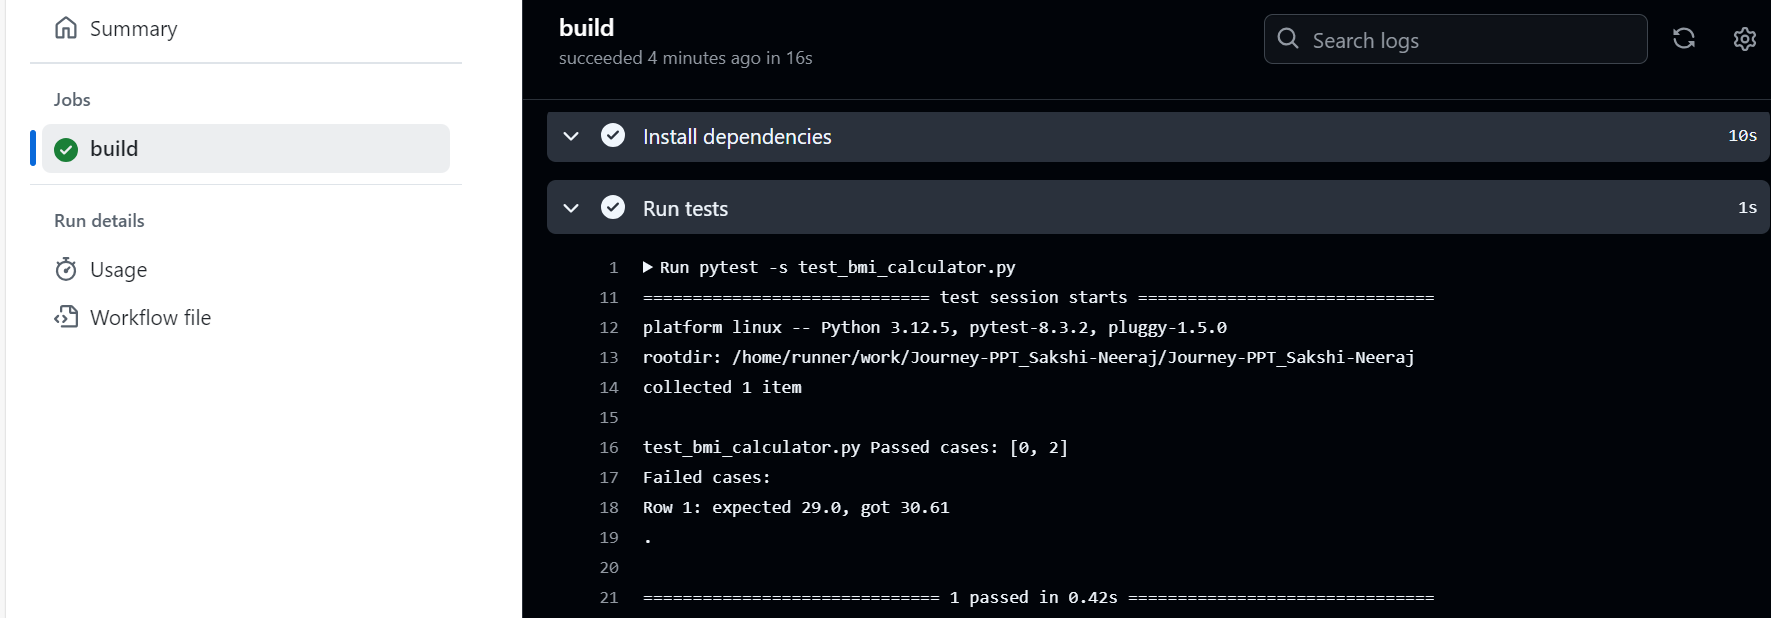 Summary
Jobs
build
Run details
Usage
Workflow file
build
succeeded 4 minutes ago in 16s
Search logs
Install dependencies 10s
Run tests 1s
1 Run pytest -s test_bmi_calculator.py
11 ============================= test session starts ==============================
12 platform linux -- Python 3.12.5, pytest-8.3.2, pluggy-1.5.0
13 rootdir: /home/runner/work/Journey-PPT_Sakshi-Neeraj/Journey-PPT_Sakshi-Neeraj
14 collected 1 item
15
16 test_bmi_calculator.py Passed cases: [0, 2]
17 Failed cases:
18 Row 1: expected 29.0, got 30.61
19 .
20
21 ============================== 1 passed in 0.42s ===============================